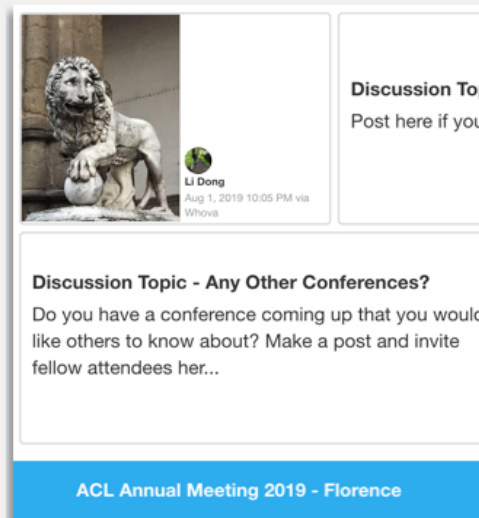 Li Dong
Aug 1, 2019 10:05 PM via
Whova
Discussion To
Post here if you
Discussion Topic - Any Other Conferences?
Do you have a conference coming up that you would
like others to know about? Make a post and invite
fellow attendees her...
ACL Annual Meeting 2019 - Florence